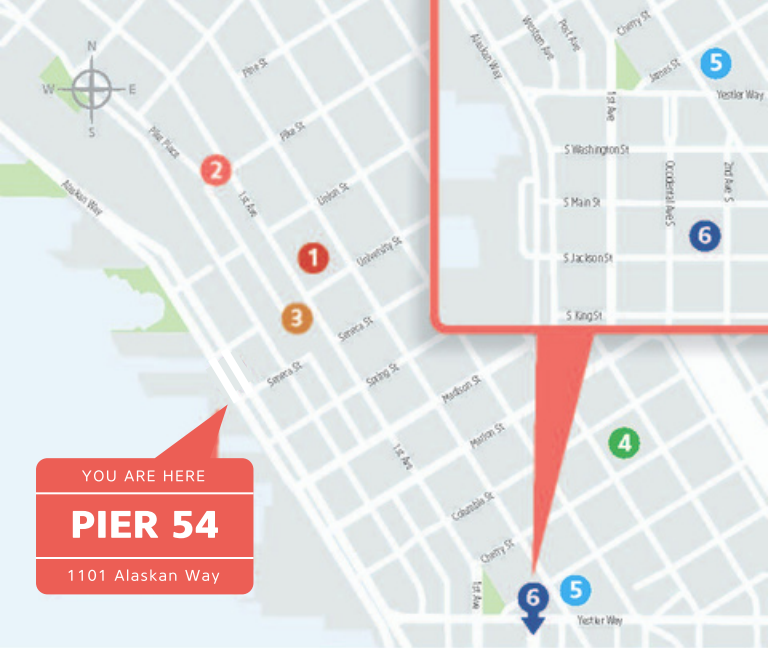 N
W
E
S
Pine St
Pike St
Pike Place
2
1st Ave
Alaskan Way
Union St
1
University St
3
Seneca St
Seneca St
Spring St
Madison St
Marion St
1st Ave
Columbia St
Cherry St
1st Ave
4
5
6
Yesler Way
YOU ARE HERE
PIER 54
1101 Alaskan Way
Alaskan Way
Western Ave
Post Ave
Cherry St
James St
5
Yesler Way
1st Ave
S Washington St
Occidental Ave S
2nd Ave S
S Main St
6
S Jackson St
S King St